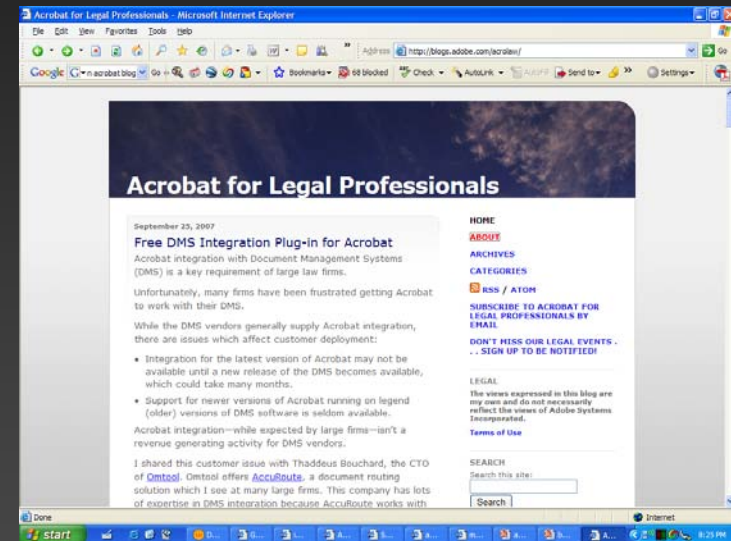 Acrobat for Legal Professionals - Microsoft Internet Explorer
File Edit View Favorites Tools Help
Address http://blogs.adobe.com/acrolaw/ Go
Google n acrobat blog Go Bookmarks 68 blocked Check AutoLink Send to Settings
Acrobat for Legal Professionals
September 25, 2007
Free DMS Integration Plug-in for Acrobat
Acrobat integration with Document Management Systems
(DMS) is a key requirement of large law firms.
Unfortunately, many firms have been frustrated getting Acrobat
to work with their DMS.
While the DMS vendors generally supply Acrobat integration,
there are issues which affect customer deployment:
• Integration for the latest version of Acrobat may not be
available until a new release of the DMS becomes available,
which could take many months.
• Support for newer versions of Acrobat running on legend
(older) versions of DMS software is seldom available.
Acrobat integration—while expected by large firms—isn't a
revenue generating activity for DMS vendors.
I shared this customer issue with Thaddeus Bouchard, the CTO
of Omtool. Omtool offers AccuRoute, a document routing
solution which I see at many large firms. This company has lots
of expertise in DMS integration because AccuRoute works with
HOME
ABOUT
ARCHIVES
CATEGORIES
RSS / ATOM
SUBSCRIBE TO ACROBAT FOR
LEGAL PROFESSIONALS BY
EMAIL
DON'T MISS OUR LEGAL EVENTS .
. . SIGN UP TO BE NOTIFIED!
LEGAL
The views expressed in this blog are
my own and do not necessarily
reflect the views of Adobe Systems
Incorporated.
Terms of Use
SEARCH
Search this site:
Search
Done Internet
start 8:25 PM